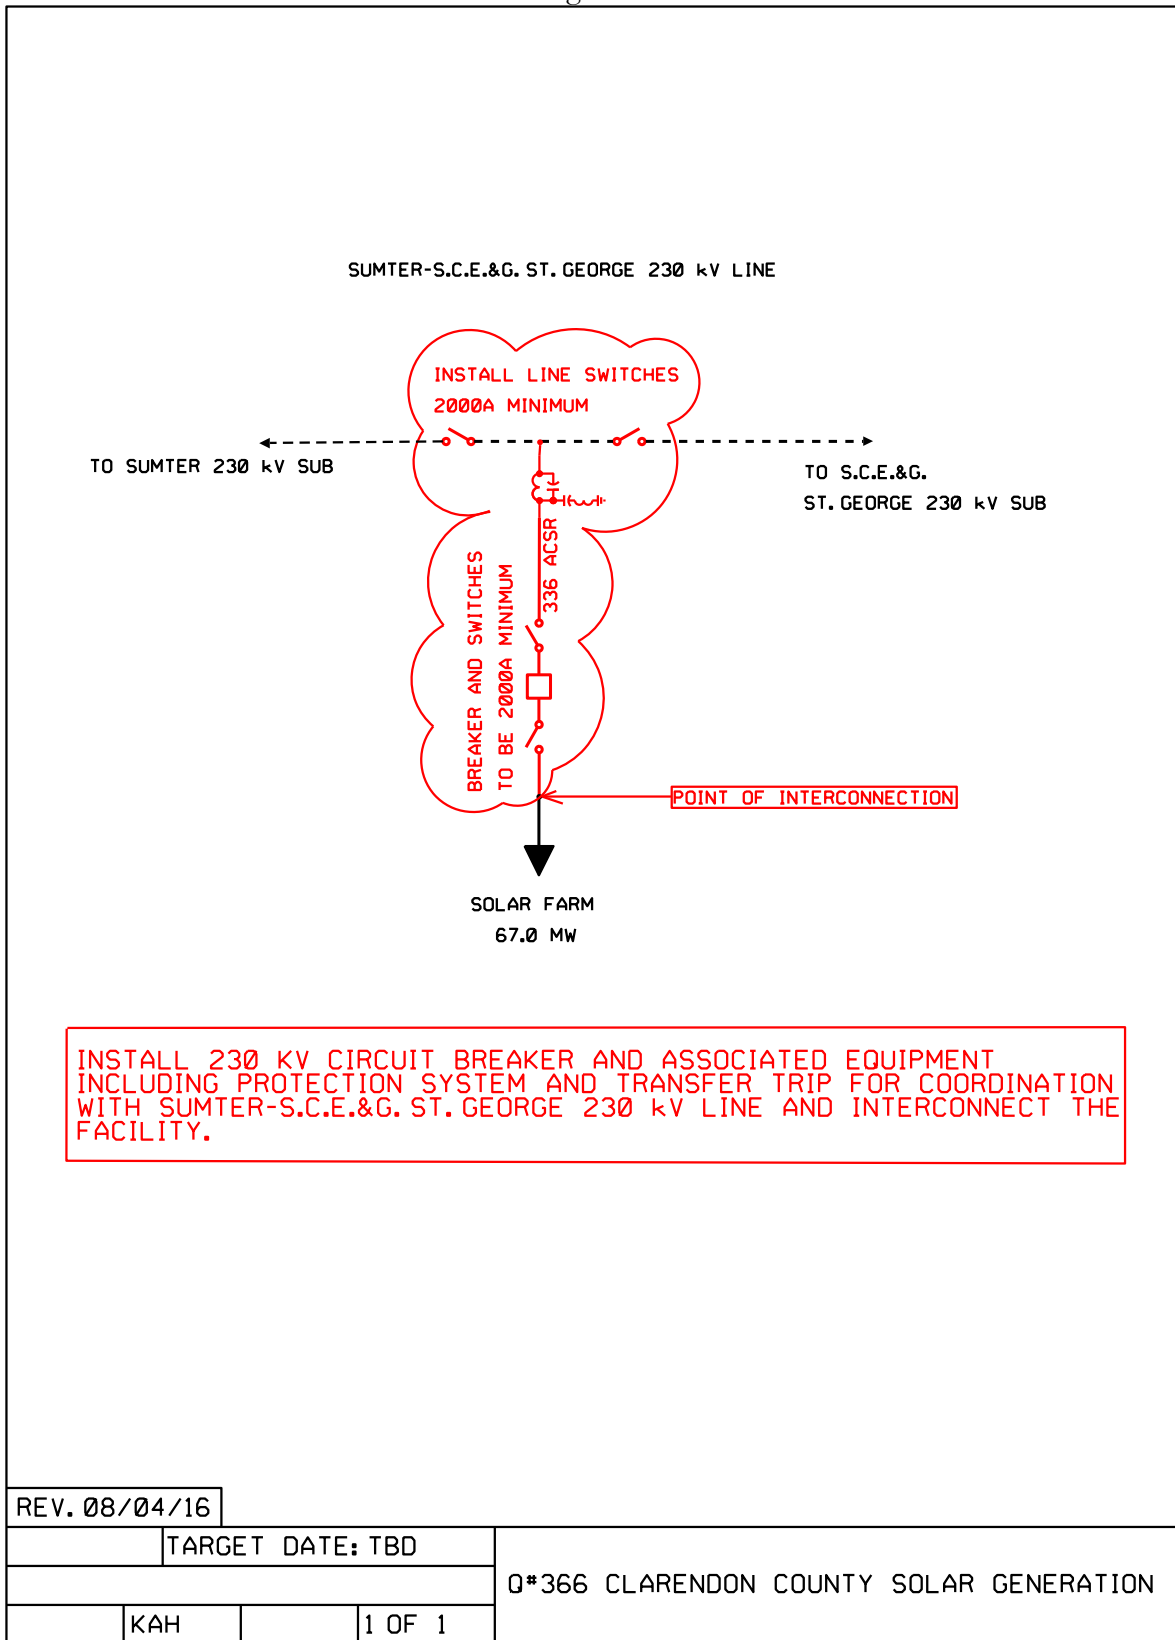 SUMTER-S.C.E.&G. ST. GEORGE 230 kV LINE
INSTALL LINE SWITCHES
2000A MINIMUM
TO SUMTER 230 kV SUB
TO S.C.E.&G.
ST. GEORGE 230 kV SUB
336 ACSR
BREAKER AND SWITCHES
TO BE 2000A MINIMUM
POINT OF INTERCONNECTION
SOLAR FARM
67.0 MW
INSTALL 230 KV CIRCUIT BREAKER AND ASSOCIATED EQUIPMENT
INCLUDING PROTECTION SYSTEM AND TRANSFER TRIP FOR COORDINATION
WITH SUMTER-S.C.E.&G. ST. GEORGE 230 kV LINE AND INTERCONNECT THE
FACILITY.
REV. 08/04/16
TARGET DATE: TBD
Q#366 CLARENDON COUNTY SOLAR GENERATION
KAH
1 OF 1